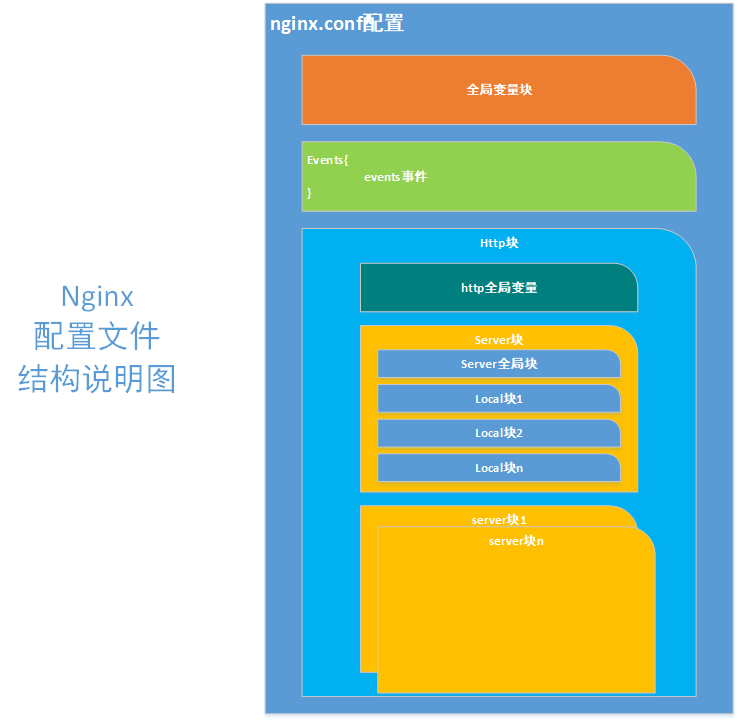 nginx.conf配置
全局变量块
Events{
events事件
}
Http块
http全局变量
Server块
Server全局块
Local块1
Local块2
Local块n
server块1
server块n
Nginx
配置文件
结构说明图